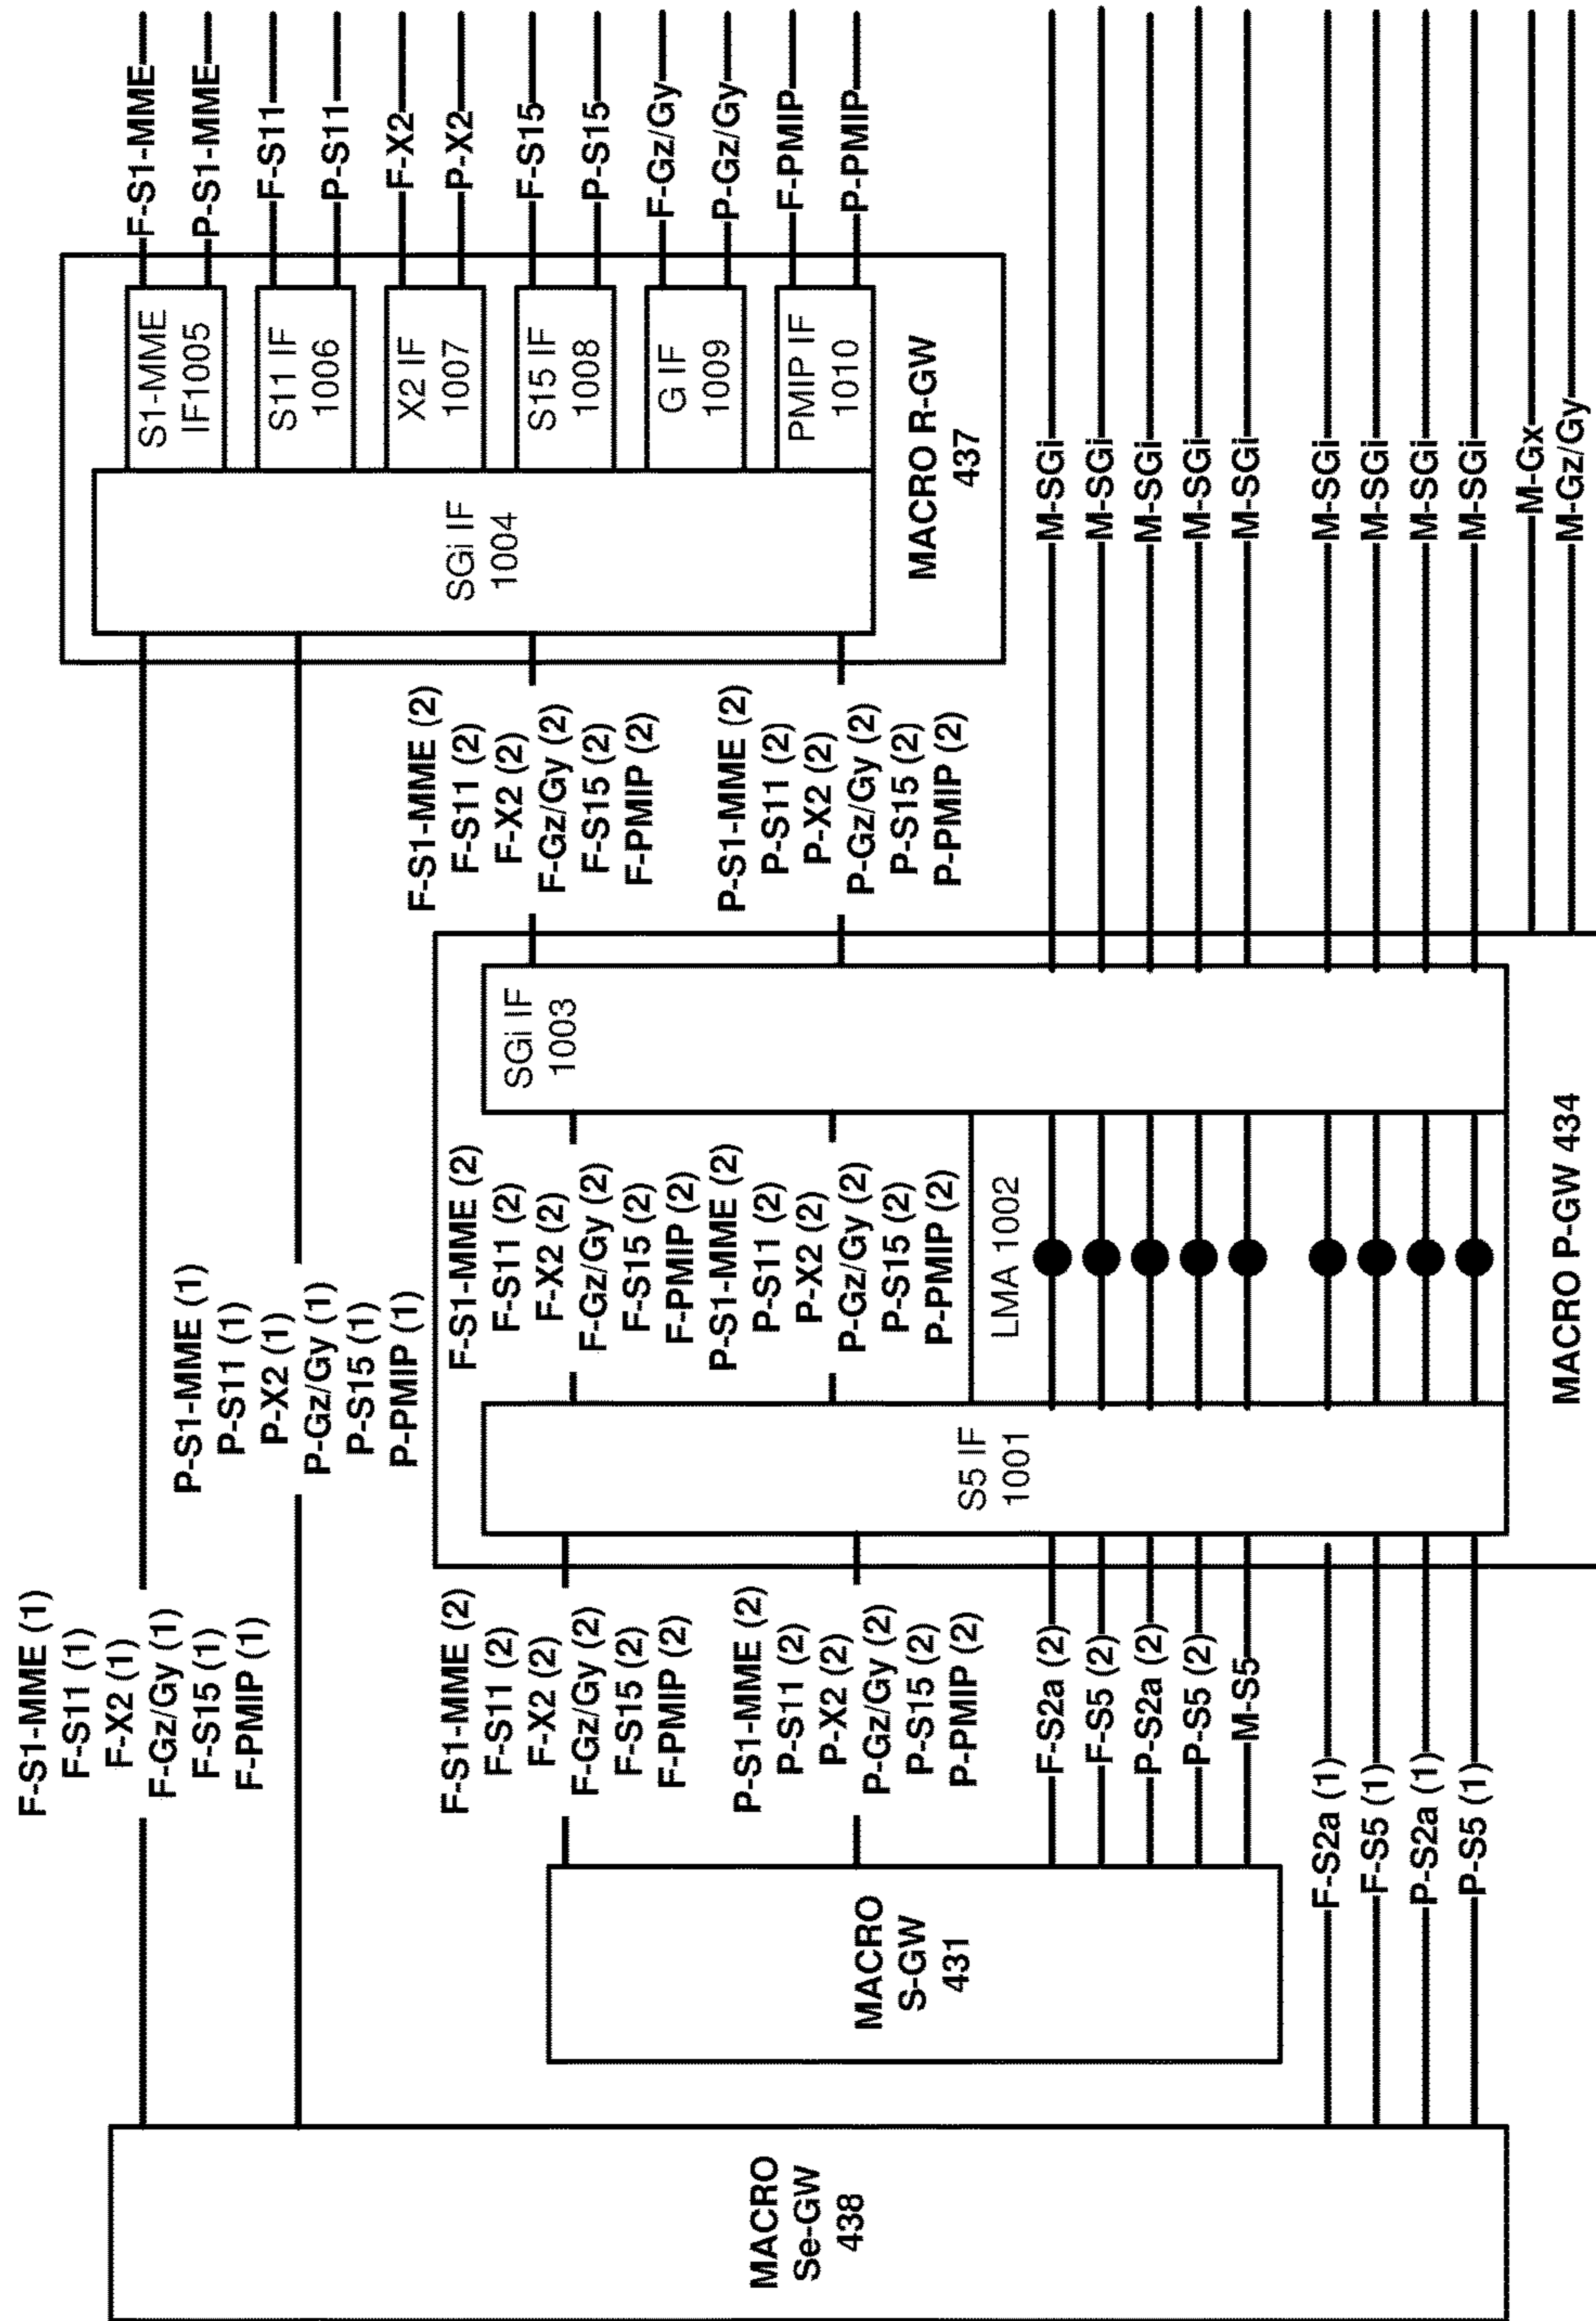 F-S1-MME (1)
F-S11 (1)
F-X2 (1)
F-Gz/Gy (1)
F-S15 (1)
F-PMIP (1)
P-S1-MME (1)
P-S11 (1)
P-X2 (1)
P-Gz/Gy (1)
P-S15 (1)
P-PMIP (1)
MACRO
Se-GW
438
MACRO
S-GW
431
F-S1-MME (2)
F-S11 (2)
F-X2 (2)
F-Gz/Gy (2)
F-S15 (2)
F-PMIP (2)
P-S1-MME (2)
P-S11 (2)
P-X2 (2)
P-Gz/Gy (2)
P-S15 (2)
P-PMIP (2)
F-S2a (2)
F-S5 (2)
P-S2a (2)
P-S5 (2)
M-S5
F-S2a (1)
F-S5 (1)
P-S2a (1)
P-S5 (1)
S5 IF
1001
F-S1-MME (2)
F-S11 (2)
F-X2 (2)
F-Gz/Gy (2)
F-S15 (2)
F-PMIP (2)
P-S1-MME (2)
P-S11 (2)
P-X2 (2)
P-Gz/Gy (2)
P-S15 (2)
P-PMIP (2)
LMA 1002
SGi IF
1003
MACRO P-GW 434
F-S1-MME (2)
F-S11 (2)
F-X2 (2)
F-Gz/Gy (2)
F-S15 (2)
F-PMIP (2)
P-S1-MME (2)
P-S11 (2)
P-X2 (2)
P-Gz/Gy (2)
P-S15 (2)
P-PMIP (2)
SGi IF
1004
S1-MME
IF1005
S11 IF
1006
X2 IF
1007
S15 IF
1008
G IF
1009
PMIP IF
1010
MACRO R-GW
437
F-S1-MME
P-S1-MME
F-S11
P-S11
F-X2
P-X2
F-S15
P-S15
F-Gz/Gy
P-Gz/Gy
F-PMIP
P-PMIP
M-SGi
M-SGi
M-SGi
M-SGi
M-SGi
M-SGi
M-SGi
M-SGi
M-SGi
M-Gx
M-Gz/Gy